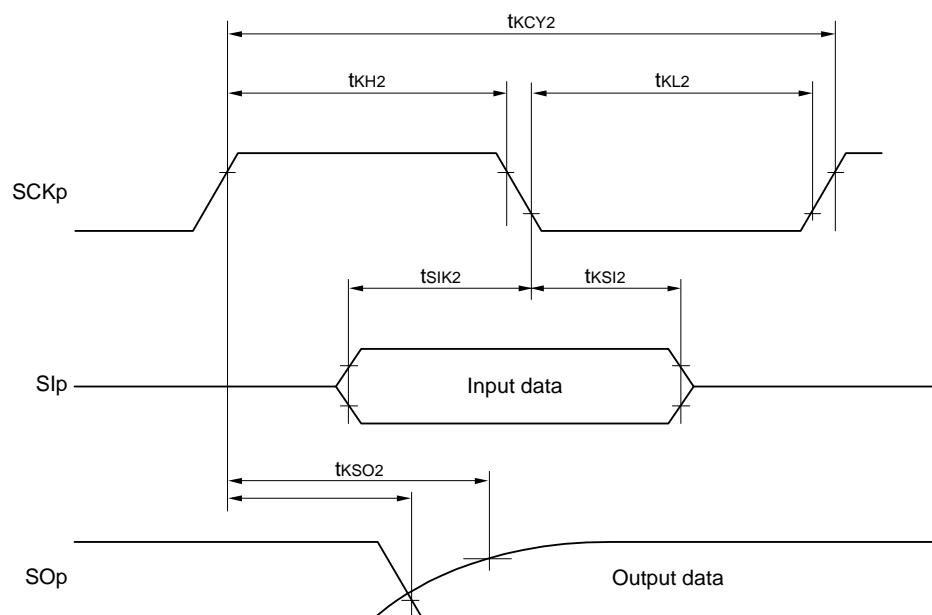 tKCY2
tKH2
tKL2
SCKp
tSIK2
tKSI2
SIp
Input data
tKSO2
SOp
Output data